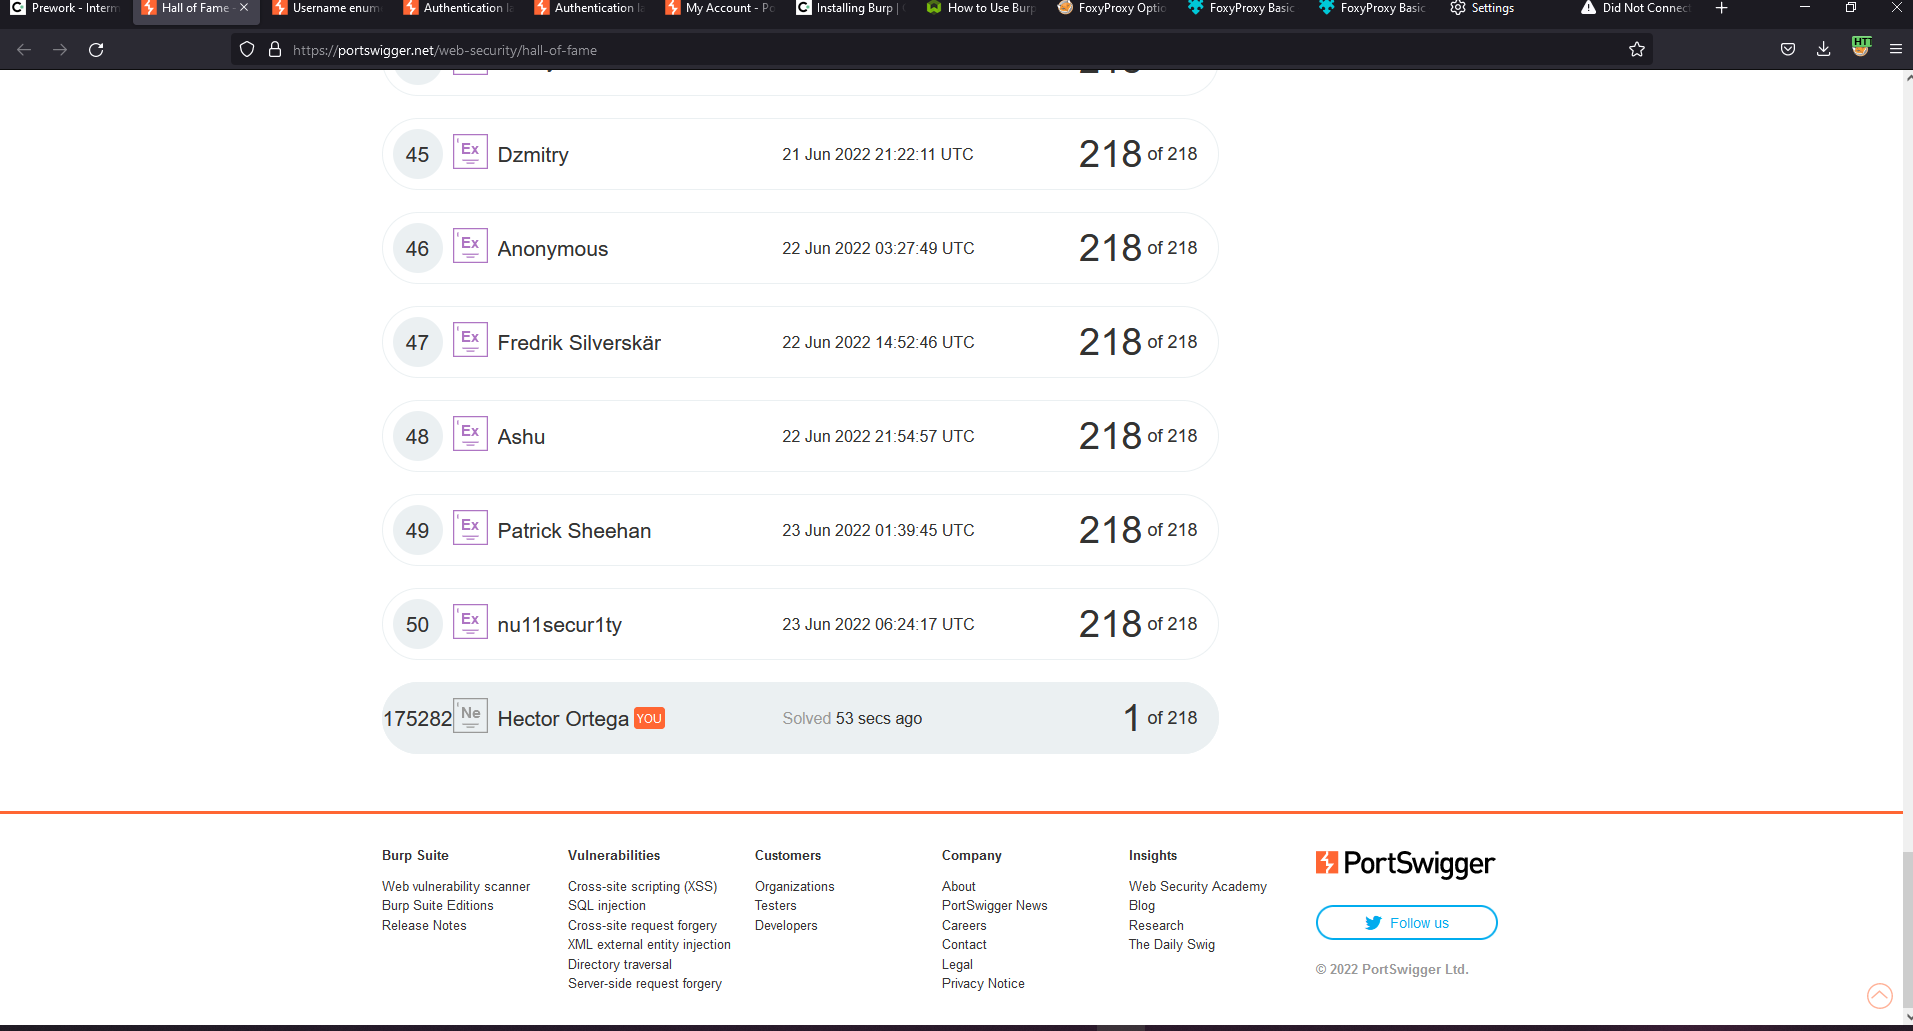 Prework - Interm
Hall of Fame -
Username enum
Authentication la
Authentication la
My Account - Po
Installing Burp |
How to Use Burp
FoxyProxy Optio
FoxyProxy Basic
FoxyProxy Basic
Settings
Did Not Connect
https://portswigger.net/web-security/hall-of-fame
45 Ex Dzmitry 21 Jun 2022 21:22:11 UTC 218 of 218
46 Ex Anonymous 22 Jun 2022 03:27:49 UTC 218 of 218
47 Ex Fredrik Silverskär 22 Jun 2022 14:52:46 UTC 218 of 218
48 Ex Ashu 22 Jun 2022 21:54:57 UTC 218 of 218
49 Ex Patrick Sheehan 23 Jun 2022 01:39:45 UTC 218 of 218
50 Ex nu11secur1ty 23 Jun 2022 06:24:17 UTC 218 of 218
175282 Ne Hector Ortega YOU Solved 53 secs ago 1 of 218
Burp Suite
Web vulnerability scanner
Burp Suite Editions
Release Notes
Vulnerabilities
Cross-site scripting (XSS)
SQL injection
Cross-site request forgery
XML external entity injection
Directory traversal
Server-side request forgery
Customers
Organizations
Testers
Developers
Company
About
PortSwigger News
Careers
Contact
Legal
Privacy Notice
Insights
Web Security Academy
Blog
Research
The Daily Swig
PortSwigger
Follow us
© 2022 PortSwigger Ltd.